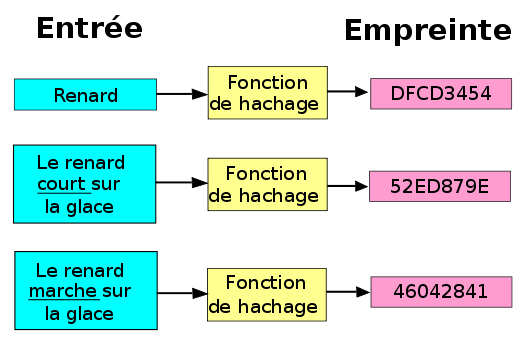 Entrée
Empreinte
Renard
Fonction
de hachage
DFCD3454
Le renard
court sur
la glace
Fonction
de hachage
52ED879E
Le renard
marche sur
la glace
Fonction
de hachage
46042841